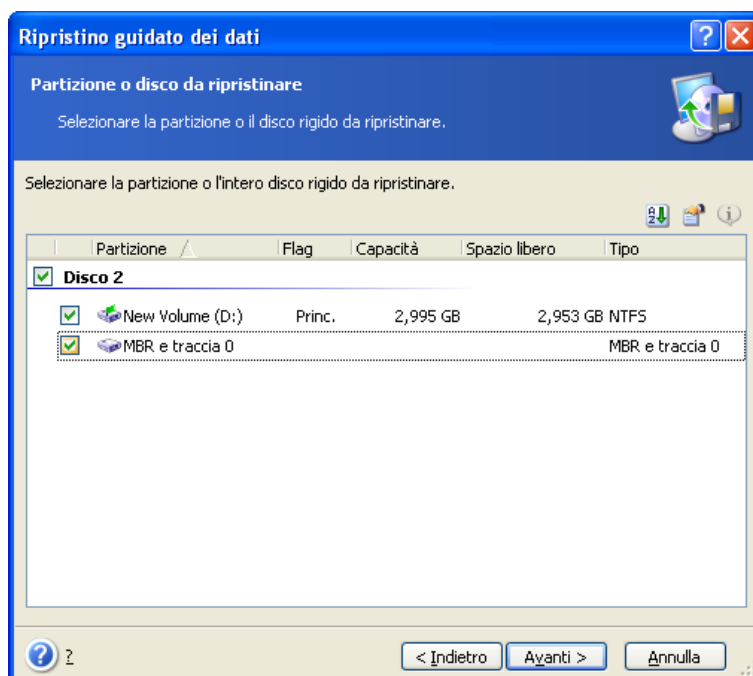 Ripristino guidato dei dati
Partizione o disco da ripristinare
Selezionare la partizione o il disco rigido da ripristinare.
Selezionare la partizione o l'intero disco rigido da ripristinare.
Partizione Flag Capacità Spazio libero Tipo
Disco 2
New Volume (D:) Princ. 2,995 GB 2,953 GB NTFS
MBR e traccia 0 MBR e traccia 0
? < Indietro Avanti > Annulla